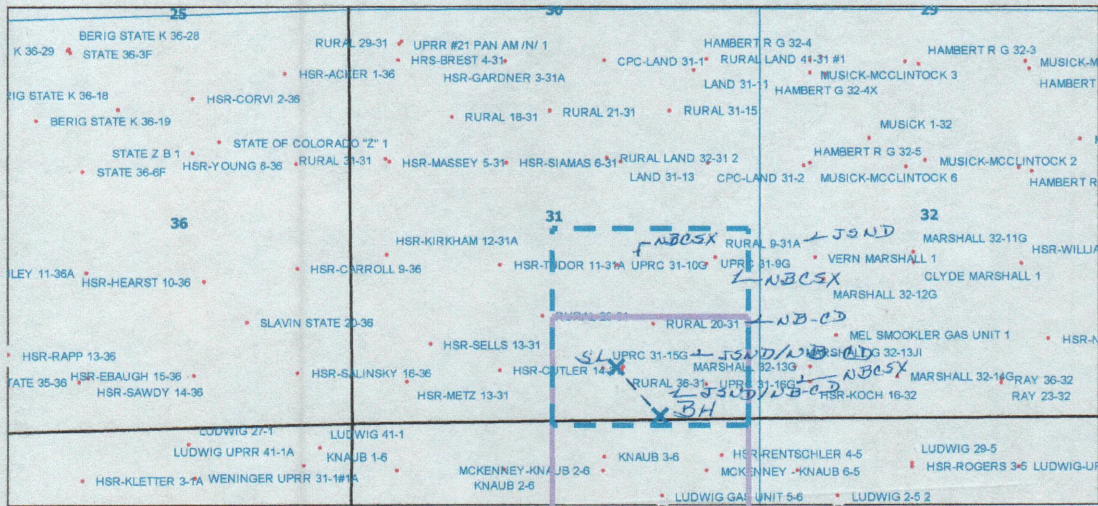 25
30
29
BERIG STATE K 36-28
K 36-29
STATE 36-3F
RURAL 29-31
UPRR #21 PAN AM /N/ 1
HAMBERT R G 32-4
HAMBERT R G 32-3
HSR-ACKER 1-36
HRS-BREST 4-31
CPC-LAND 31-1
RURAL LAND 41-31 #1
MUSICK-M
HSR-GARDNER 3-31A
LAND 31-11
MUSICK-MCCLINTOCK 3
HAMBERT
ERIG STATE K 36-18
HSR-CORVI 2-36
HAMBERT G 32-4X
BERIG STATE K 36-19
RURAL 18-31
RURAL 21-31
RURAL 31-15
MUSICK 1-32
STATE OF COLORADO "Z" 1
STATE Z B 1
HSR-YOUNG 8-36
RURAL 31-31
HSR-MASSEY 5-31
HSR-SIAMAS 6-31
RURAL LAND 32-31 2
HAMBERT R G 32-5
MUSICK-MCCLINTOCK 2
STATE 36-6F
LAND 31-13
CPC-LAND 31-2
MUSICK-MCCLINTOCK 6
HAMBERT R
36
31
32
HSR-KIRKHAM 12-31A
NBCSX
RURAL 9-31A
JSND
MARSHALL 32-11G
HSR-WILLIA
ILEY 11-36A
HSR-HEARST 10-36
HSR-CARROLL 9-36
HSR-TUDOR 11-31A
UPRC 31-10G
UPRC 31-9G
VERN MARSHALL 1
CLYDE MARSHALL 1
NBCSX
MARSHALL 32-12G
SLAVIN STATE 20-36
RURAL 20-31
NB-CD
MEL SMOOKLER GAS UNIT 1
HSR-N
HSR-RAPP 13-36
HSR-SELLS 13-31
SL
UPRC 31-15G
JSND/NB-CD
G 32-13JI
TATE 35-36
HSR-EBAUGH 15-36
HSR-SALINSKY 16-36
HSR-CUTLER 14
MARSHALL 32-13G
NBCSX
MARSHALL 32-14G
RAY 36-32
HSR-SAWDY 14-36
HSR-METZ 13-31
RURAL 36-31
UPRC 31-16G
HSR-KOCH 16-32
RAY 23-32
JSND/NB-CD
BH
LUDWIG 27-1
LUDWIG 41-1
LUDWIG UPRR 41-1A
KNAUB 1-6
KNAUB 3-6
HSR-RENTSCHLER 4-5
LUDWIG 29-5
HSR-KLETTER 3-1A
WENINGER UPRR 31-1#1A
MCKENNEY-KNAUB 2-6
MCKENNEY - KNAUB 6-5
HSR-ROGERS 3-5
LUDWIG-UP
KNAUB 2-6
LUDWIG GAS UNIT 5-6
LUDWIG 2-5 2